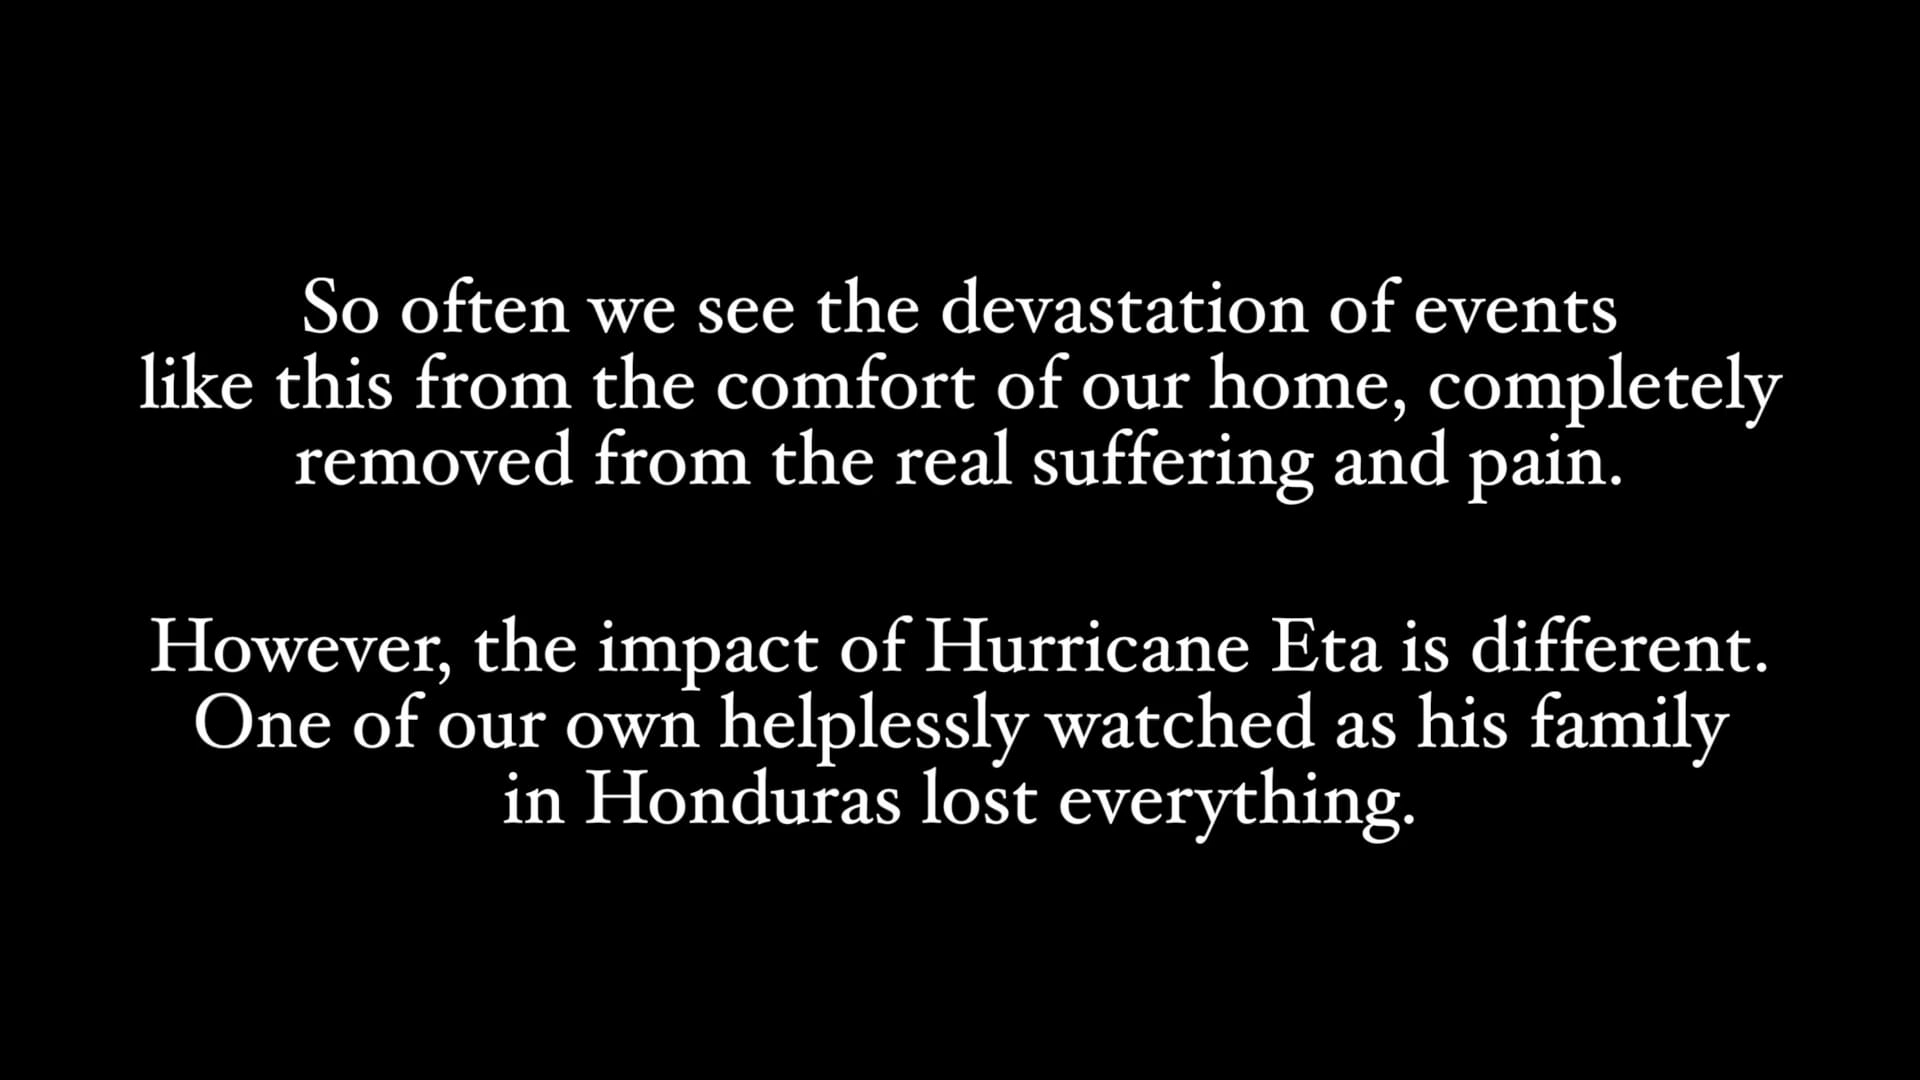 So often we see the devastation of events
like this from the comfort of our home, completely
removed from the real suffering and pain.
However, the impact of Hurricane Eta is different.
One of our own helplessly watched as his family
in Honduras lost everything.